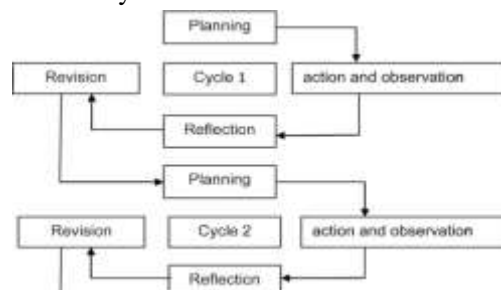 Planning
Revision
Cycle 1
action and observation
Reflection
Planning
Revision
Cycle 2
action and observation
Reflection